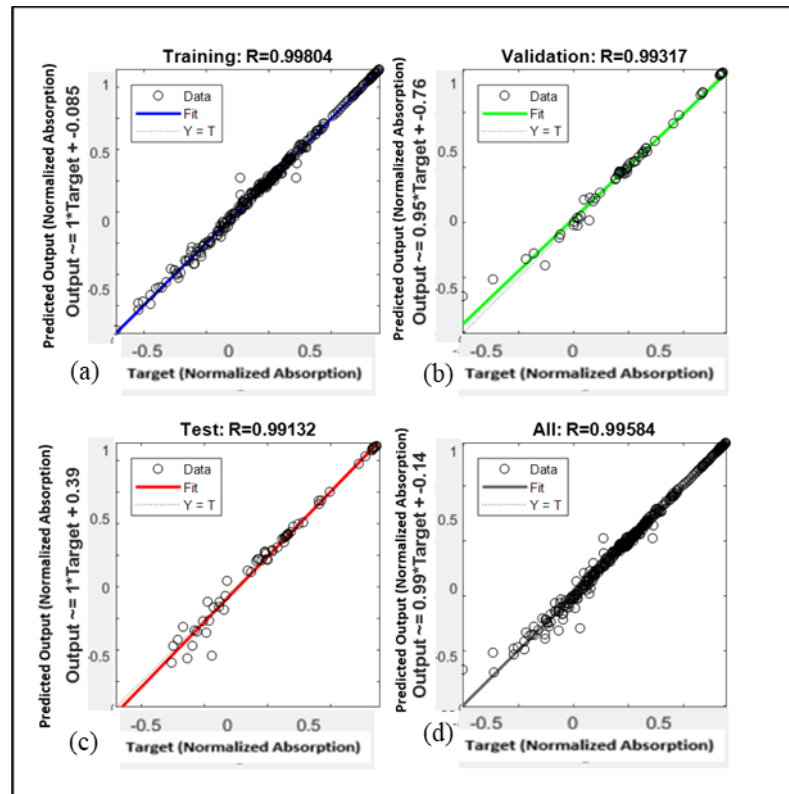 Training: R=0.99804
Predicted Output (Normalized Absorption)
Output ~= 1*Target + -0.085
1
0.5
0
-0.5
Data
Fit
Y = T
-0.5 0 0.5
(a)
Target (Normalized Absorption)
Validation: R=0.99317
Predicted Output (Normalized Absorption)
Output ~= 0.95*Target + -0.76
1
0.5
0
-0.5
Data
Fit
Y = T
-0.5 0 0.5
(b)
Target (Normalized Absorption)
Test: R=0.99132
Predicted Output (Normalized Absorption)
Output ~= 1*Target + 0.39
1
0.5
0
-0.5
Data
Fit
Y = T
-0.5 0 0.5
(c)
Target (Normalized Absorption)
All: R=0.99584
Predicted Output (Normalized Absorption)
Output ~= 0.99*Target + -0.14
1
0.5
0
-0.5
Data
Fit
Y = T
-0.5 0 0.5
(d)
Target (Normalized Absorption)